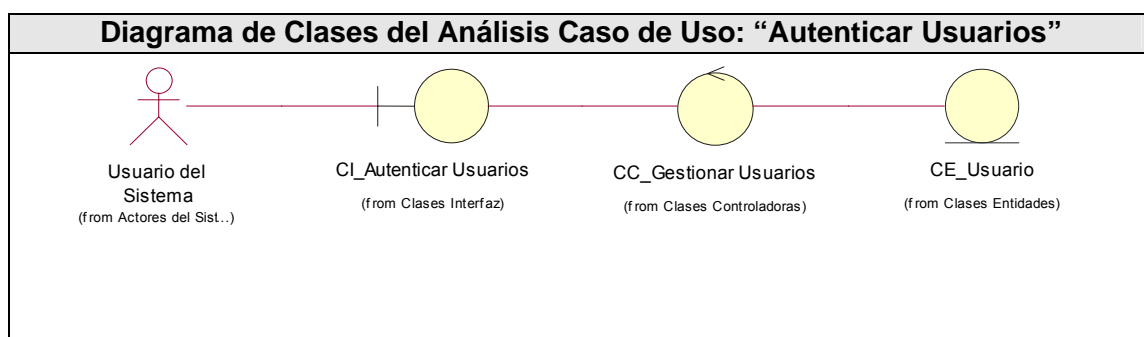 Diagrama de Clases del Análisis Caso de Uso: “Autenticar Usuarios”
Usuario del
Sistema
(from Actores del Sist..)
CI_Autenticar Usuarios
(from Clases Interfaz)
CC_Gestionar Usuarios
(from Clases Controladoras)
CE_Usuario
(from Clases Entidades)